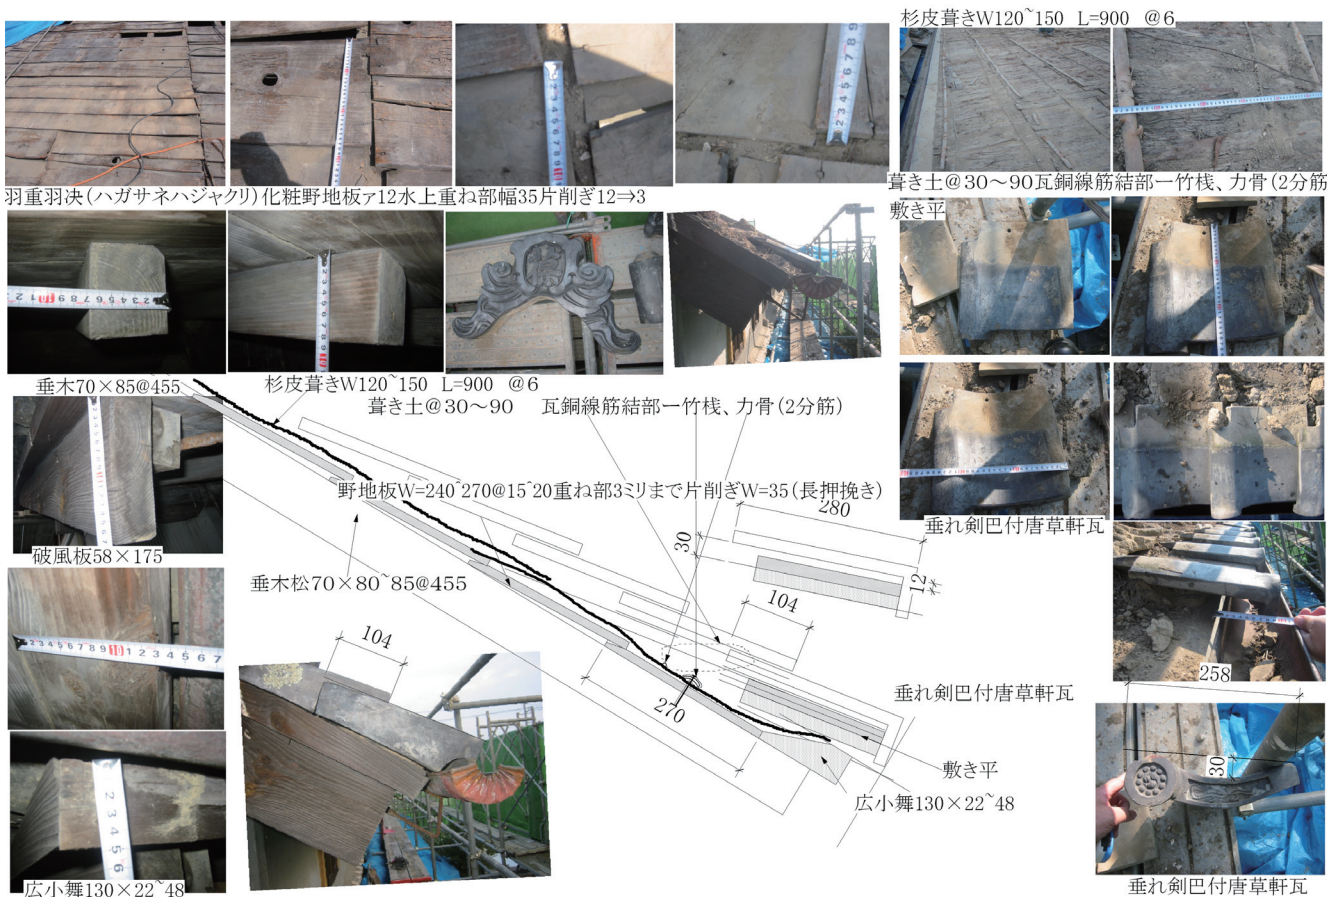 杉皮葺きW120~150 L=900 @6
羽重羽决(ハガサネハジャクリ)化粧野地板ァ12水上重ね部幅35片削ぎ12⇒3
葺き土@30～90瓦銅線筋結部ー竹桟、力骨(2分筋
敷き平
垂木70×85@455
杉皮葺きW120~150 L=900 @6
葺き土@30～90 瓦銅線筋結部ー竹桟、力骨(2分筋)
野地板W=240~270@15~20重ね部3ミリまで片削ぎW=35(長押挽き)
280
30
12
104
垂れ剣巴付唐草軒瓦
破風板58×175
垂木松70×80~85@455
104
270
258
垂れ剣巴付唐草軒瓦
敷き平
広小舞130×22~48
30
広小舞130×22~48
垂れ剣巴付唐草軒瓦